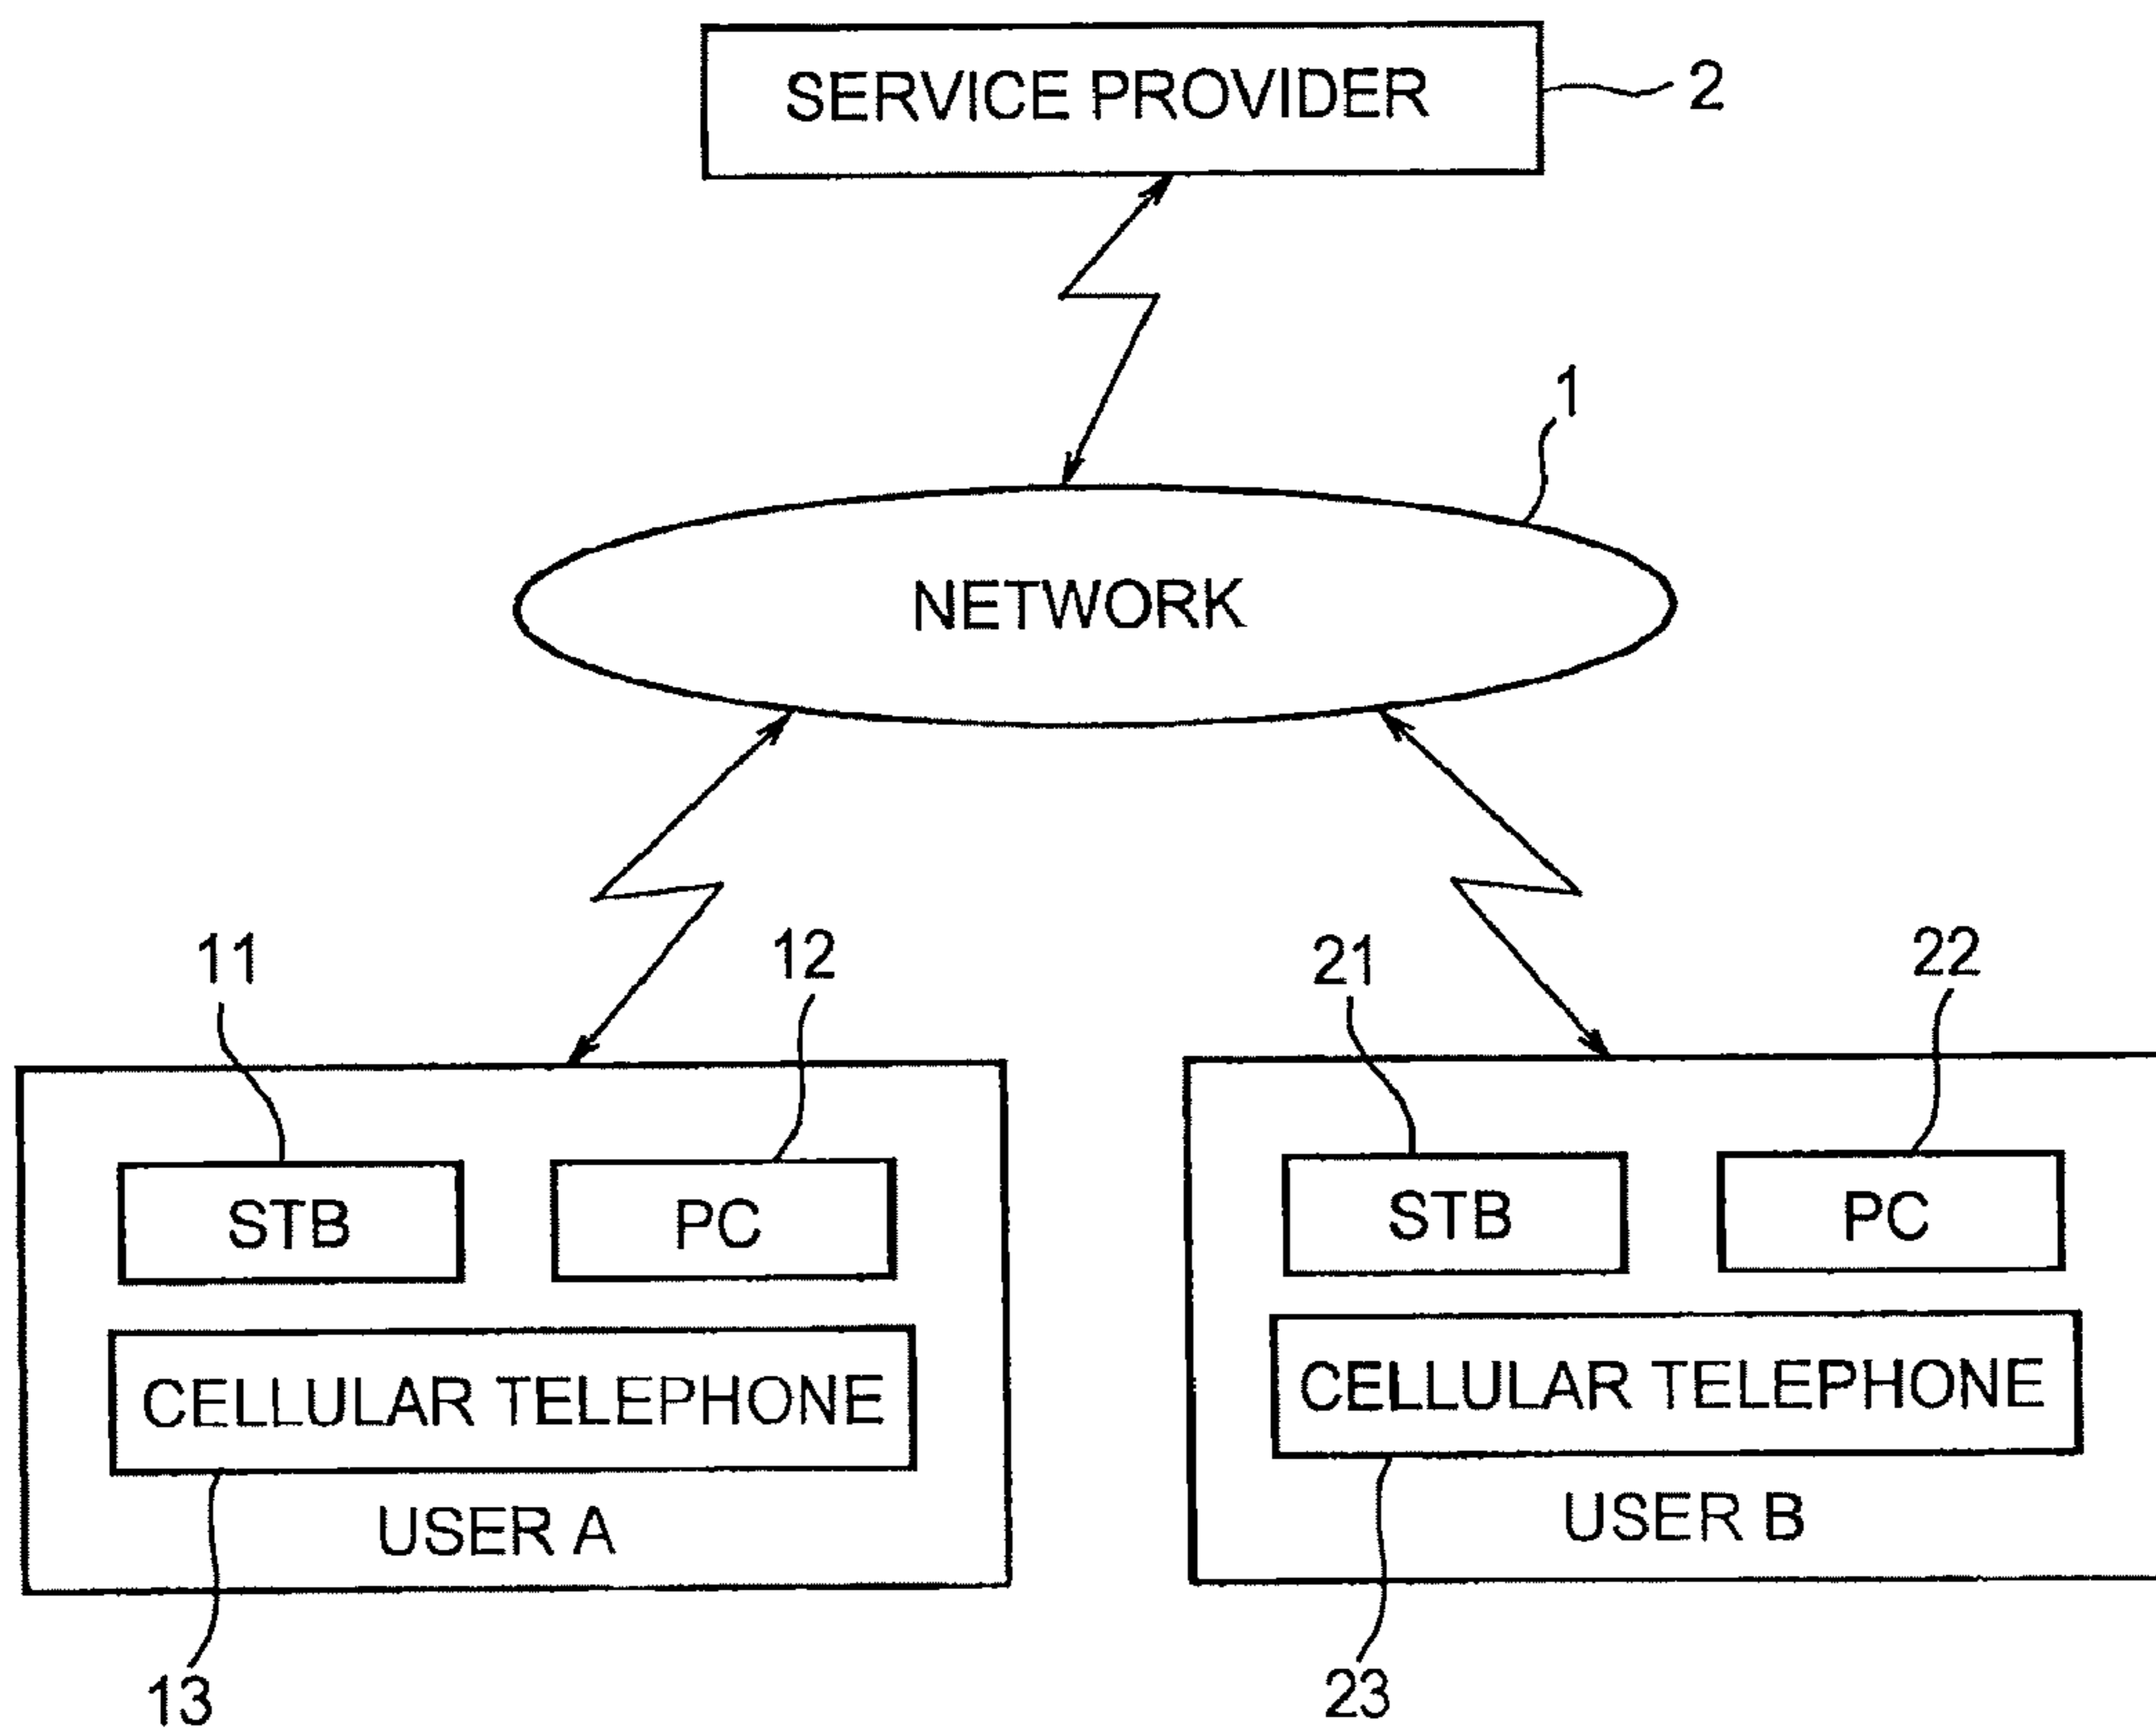 SERVICE PROVIDER
2
1
NETWORK
11
12
21
22
STB
PC
STB
PC
CELLULAR TELEPHONE
CELLULAR TELEPHONE
USER A
USER B
13
23